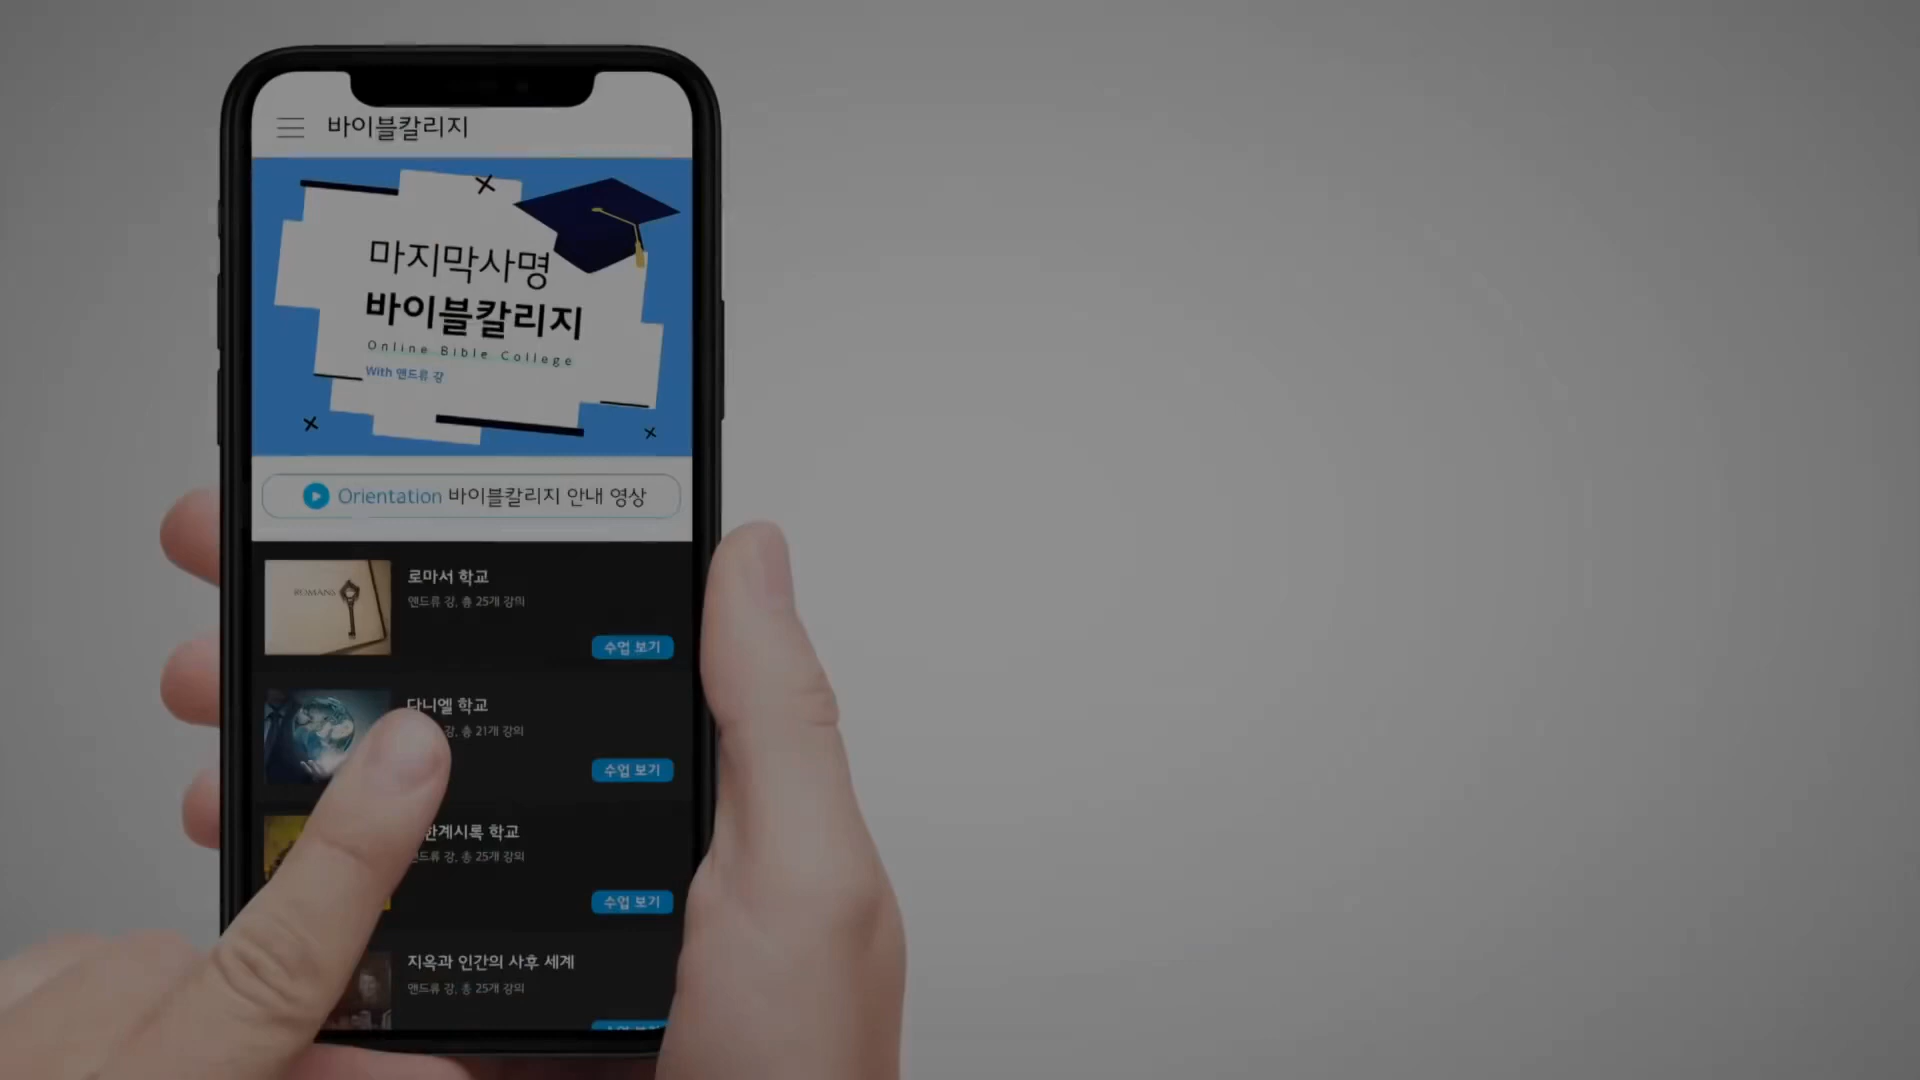 바이블칼리지
마지막사명
바이블칼리지
Online Bible College
With 앤드류 강
Orientation 바이블칼리지 안내 영상
ROMANS
로마서 학교
앤드류 강, 총 25개 강의
수업 보기
다니엘 학교
강, 총 21개 강의
수업 보기
한계시록 학교
앤드류 강, 총 25개 강의
수업 보기
지옥과 인간의 사후 세계
앤드류 강, 총 25개 강의